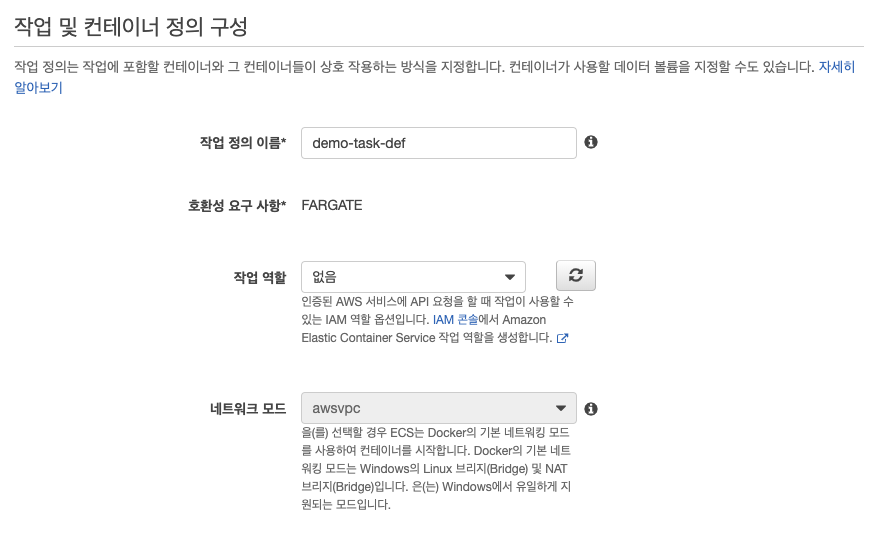 작업 및 컨테이너 정의 구성
작업 정의는 작업에 포함할 컨테이너와 그 컨테이너들이 상호 작용하는 방식을 지정합니다. 컨테이너가 사용할 데이터 볼륨을 지정할 수도 있습니다. 자세히
알아보기
작업 정의 이름* demo-task-def
호환성 요구 사항* FARGATE
작업 역할 없음
인증된 AWS 서비스에 API 요청을 할 때 작업이 사용할 수
있는 IAM 역할 옵션입니다. IAM 콘솔에서 Amazon
Elastic Container Service 작업 역할을 생성합니다.
네트워크 모드 awsvpc
을(를) 선택할 경우 ECS는 Docker의 기본 네트워킹 모드
를 사용하여 컨테이너를 시작합니다. Docker의 기본 네트
워킹 모드는 Windows의 Linux 브리지(Bridge) 및 NAT
브리지(Bridge)입니다. 은(는) Windows에서 유일하게 지
원되는 모드입니다.